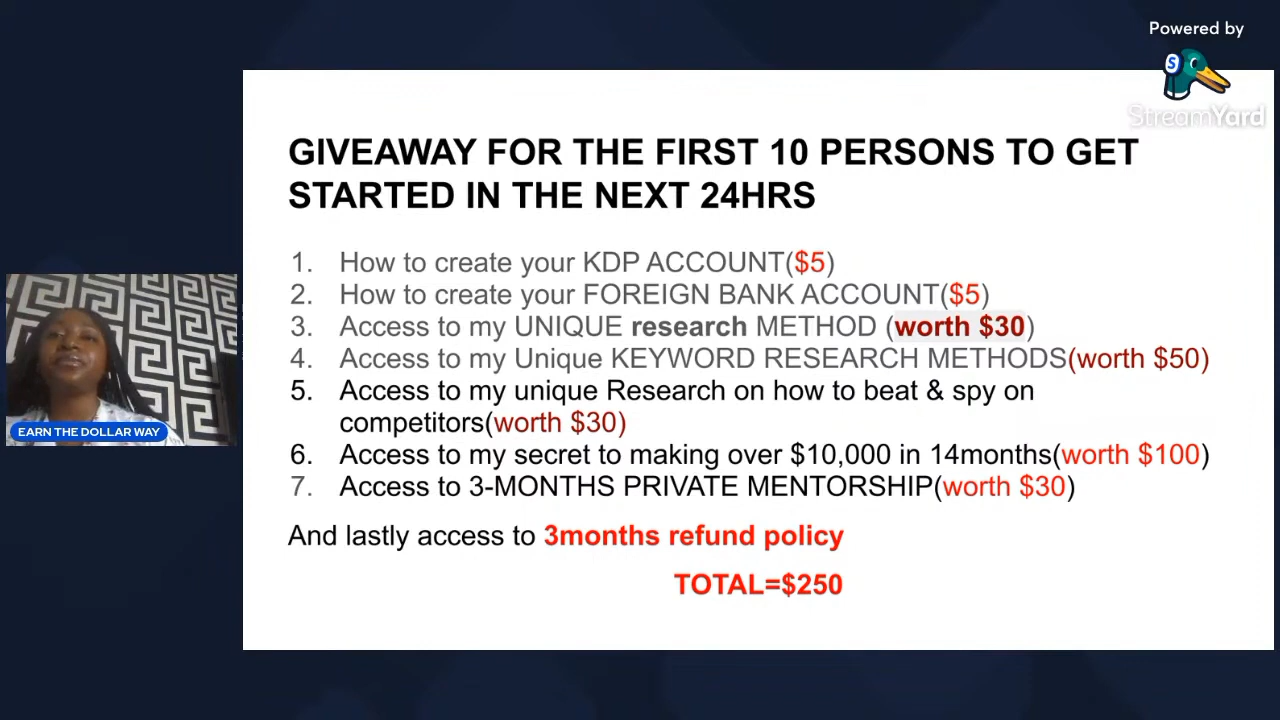 Powered by
StreamYard
GIVEAWAY FOR THE FIRST 10 PERSONS TO GET
STARTED IN THE NEXT 24HRS
1. How to create your KDP ACCOUNT($5)
2. How to create your FOREIGN BANK ACCOUNT($5)
3. Access to my UNIQUE research METHOD (worth $30)
4. Access to my Unique KEYWORD RESEARCH METHODS(worth $50)
5. Access to my unique Research on how to beat & spy on
competitors(worth $30)
6. Access to my secret to making over $10,000 in 14months(worth $100)
7. Access to 3-MONTHS PRIVATE MENTORSHIP(worth $30)
And lastly access to 3months refund policy
TOTAL=$250
EARN THE DOLLAR WAY